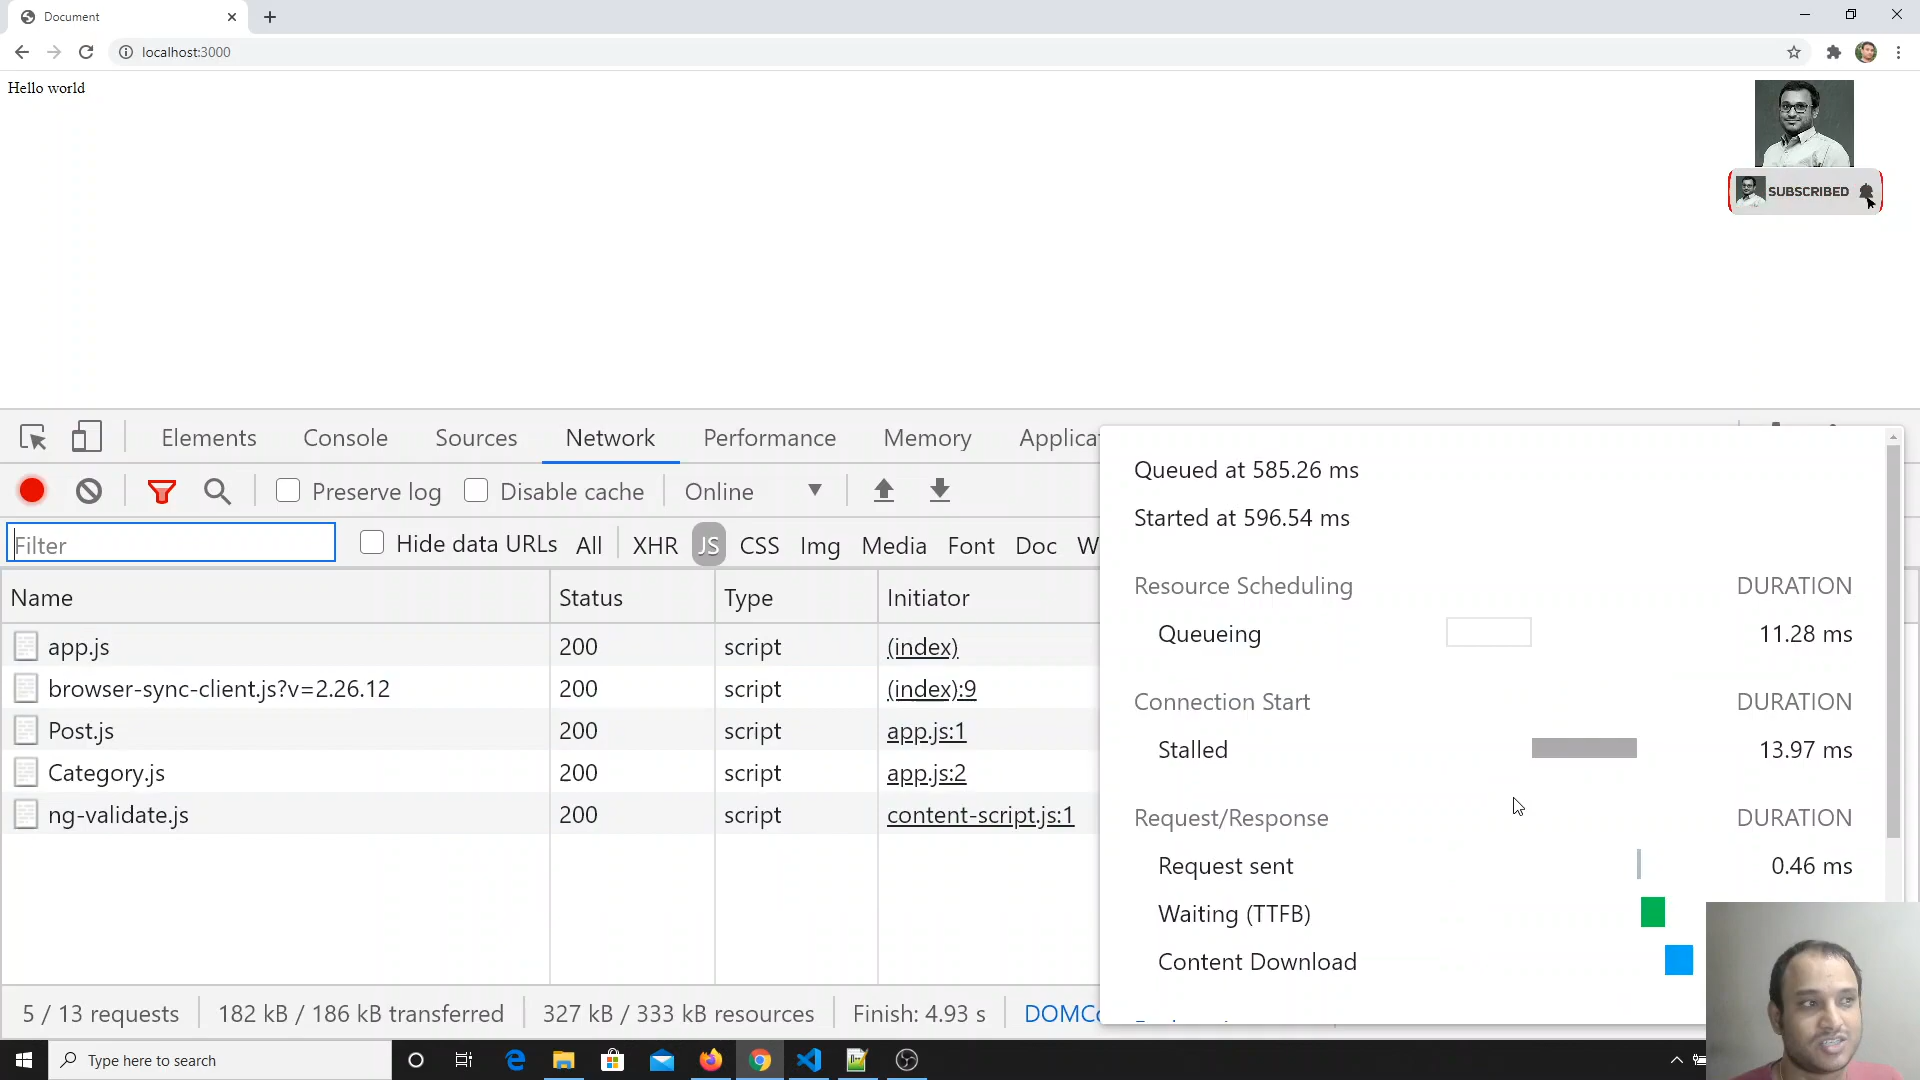 Document
localhost:3000
Hello world
SUBSCRIBED
Elements Console Sources Network Performance Memory Applica
Preserve log Disable cache Online
Filter Hide data URLs All XHR JS CSS Img Media Font Doc W
Name Status Type Initiator
app.js 200 script (index)
browser-sync-client.js?v=2.26.12 200 script (index):9
Post.js 200 script app.js:1
Category.js 200 script app.js:2
ng-validate.js 200 script content-script.js:1
Queued at 585.26 ms
Started at 596.54 ms
Resource Scheduling DURATION
Queueing 11.28 ms
Connection Start DURATION
Stalled 13.97 ms
Request/Response DURATION
Request sent 0.46 ms
Waiting (TTFB)
Content Download
5 / 13 requests 182 kB / 186 kB transferred 327 kB / 333 kB resources Finish: 4.93 s DOMCo
Type here to search